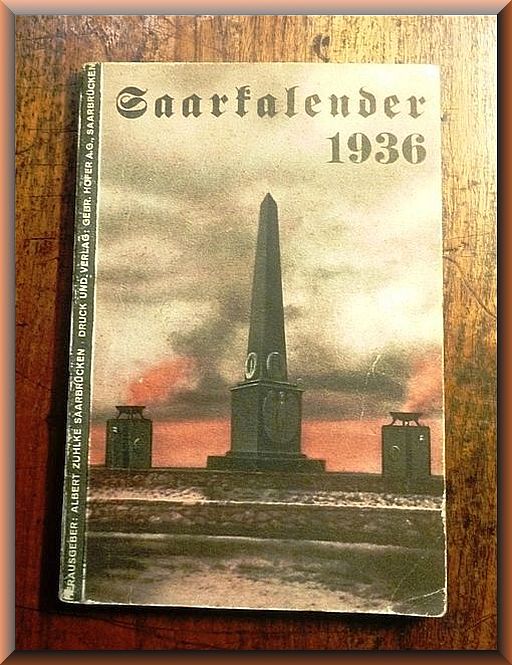 Saarkalender
1936
HERAUSGEBER: ALBERT ZÜHLKE SAARBRÜCKEN · DRUCK UND VERLAG: GEBR. HOFER A.G., SAARBRÜCKEN